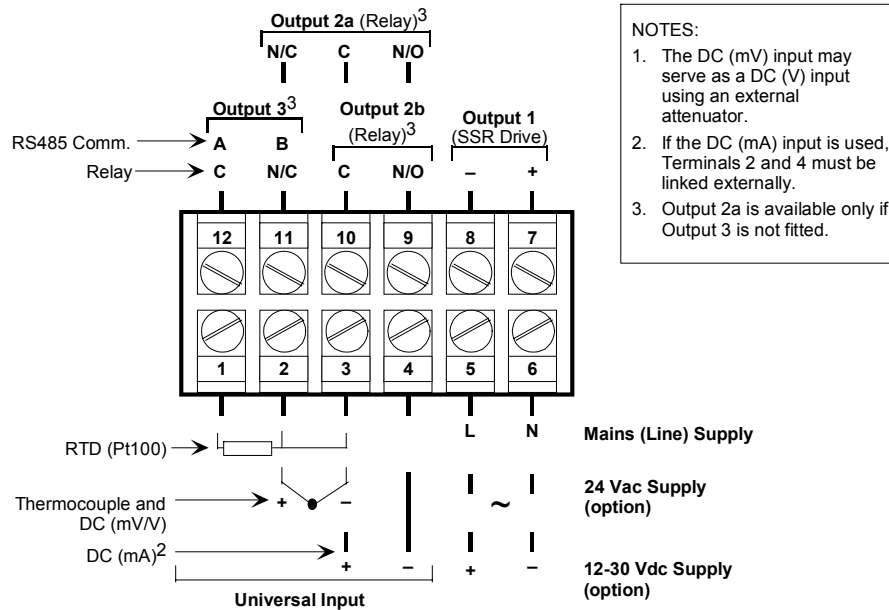 Output 2a (Relay)3
N/C C N/O
Output 33
Output 2b
(Relay)3
Output 1
(SSR Drive)
RS485 Comm. A B
Relay C N/C C N/O – +
12 11 10 9 8 7
1 2 3 4 5 6
L N Mains (Line) Supply
RTD (Pt100)
Thermocouple and
DC (mV/V)
+ –
~
24 Vac Supply
(option)
DC (mA)2
+ – + –
12-30 Vdc Supply
(option)
Universal Input
NOTES:
1. The DC (mV) input may
serve as a DC (V) input
using an external
attenuator.
2. If the DC (mA) input is used,
Terminals 2 and 4 must be
linked externally.
3. Output 2a is available only if
Output 3 is not fitted.